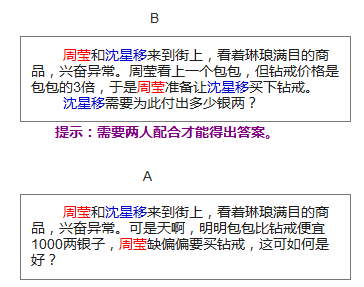 B
周莹和沈星移来到街上，看着琳琅满目的商
品，兴奋异常。周莹看上一个包包，但钻戒价格是
包包的3倍，于是周莹准备让沈星移买下钻戒。
沈星移需要为此付出多少银两？
提示：需要两人配合才能得出答案。
A
周莹和沈星移来到街上，看着琳琅满目的商
品，兴奋异常。可是天啊，明明包包比钻戒便宜
1000两银子，周莹缺偏偏要买钻戒，这可如何是
好？